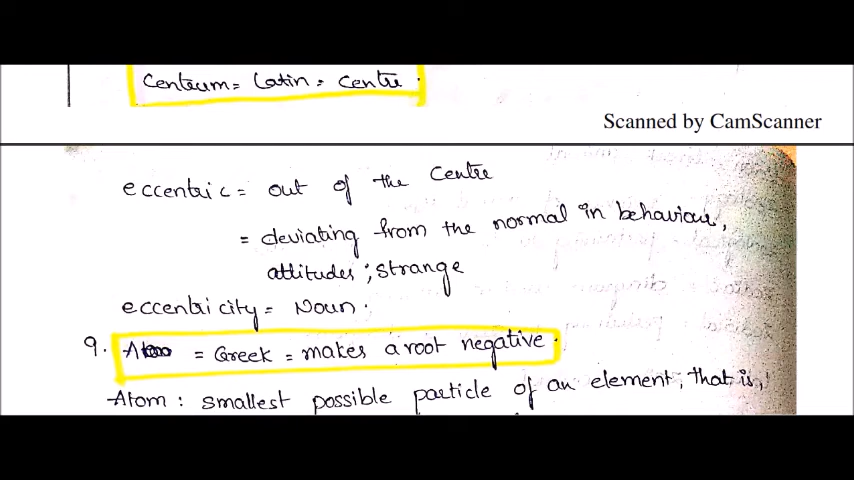 Centrum = Latin = Centre.
Scanned by CamScanner
eccentric = out of the Centre
= deviating from the normal in behaviour,
attitudes ; strange
eccentricity = Noun.
9. A = Greek = makes a root negative.
Atom : smallest possible particle of an element, that is,